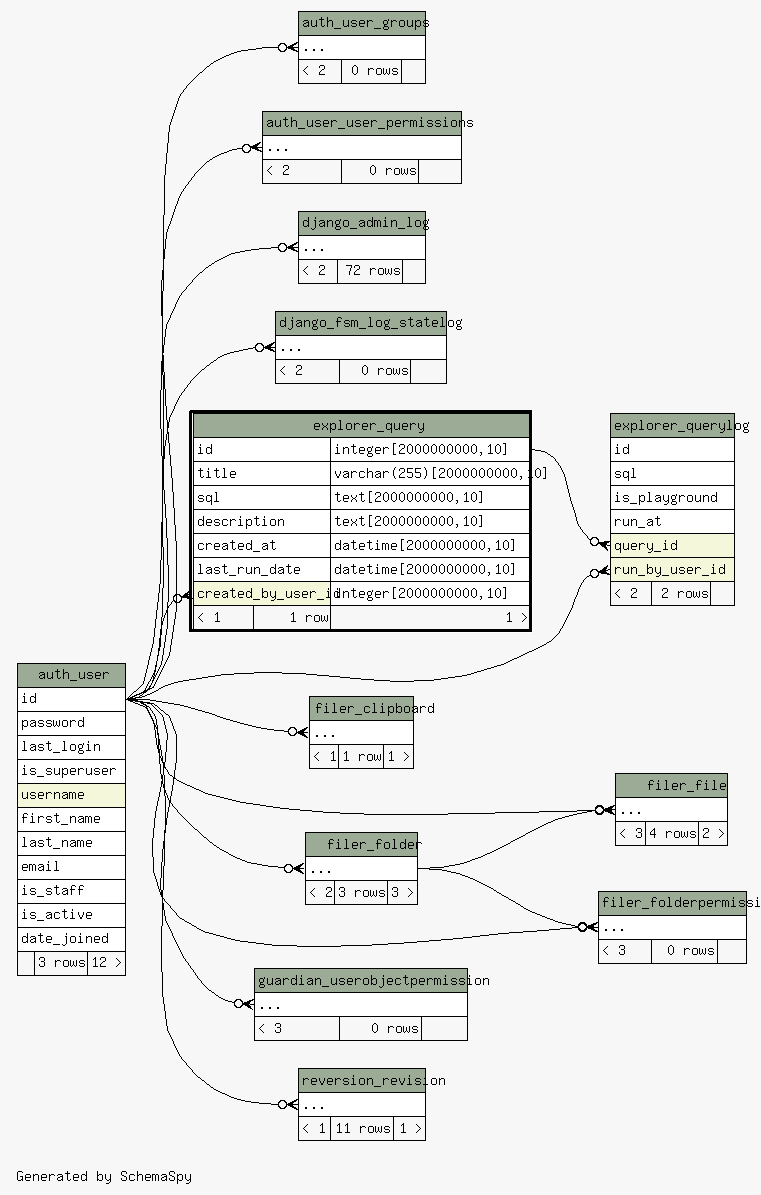 auth_user_groups
...
< 2 0 rows
auth_user_user_permissions
...
< 2 0 rows
django_admin_log
...
< 2 72 rows
django_fsm_log_statelog
...
< 2 0 rows
explorer_query
id integer[2000000000,10]
title varchar(255)[2000000000,10]
sql text[2000000000,10]
description text[2000000000,10]
created_at datetime[2000000000,10]
last_run_date datetime[2000000000,10]
created_by_user_id integer[2000000000,10]
< 1 1 row 1 >
explorer_querylog
id
sql
is_playground
run_at
query_id
run_by_user_id
< 2 2 rows
auth_user
id
password
last_login
is_superuser
username
first_name
last_name
email
is_staff
is_active
date_joined
3 rows 12 >
filer_clipboard
...
< 1 1 row 1 >
filer_file
...
< 3 4 rows 2 >
filer_folder
...
< 2 3 rows 3 >
filer_folderpermissi
...
< 3 0 rows
guardian_userobjectpermission
...
< 3 0 rows
reversion_revision
...
< 1 11 rows 1 >
Generated by SchemaSpy